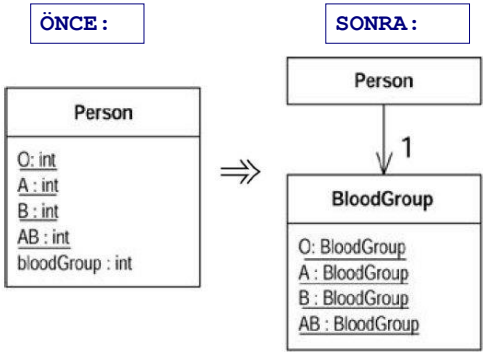 ÖNCE:
Person
O: int
A : int
B : int
AB : int
bloodGroup : int
SONRA:
Person
1
BloodGroup
O: BloodGroup
A : BloodGroup
B : BloodGroup
AB : BloodGroup